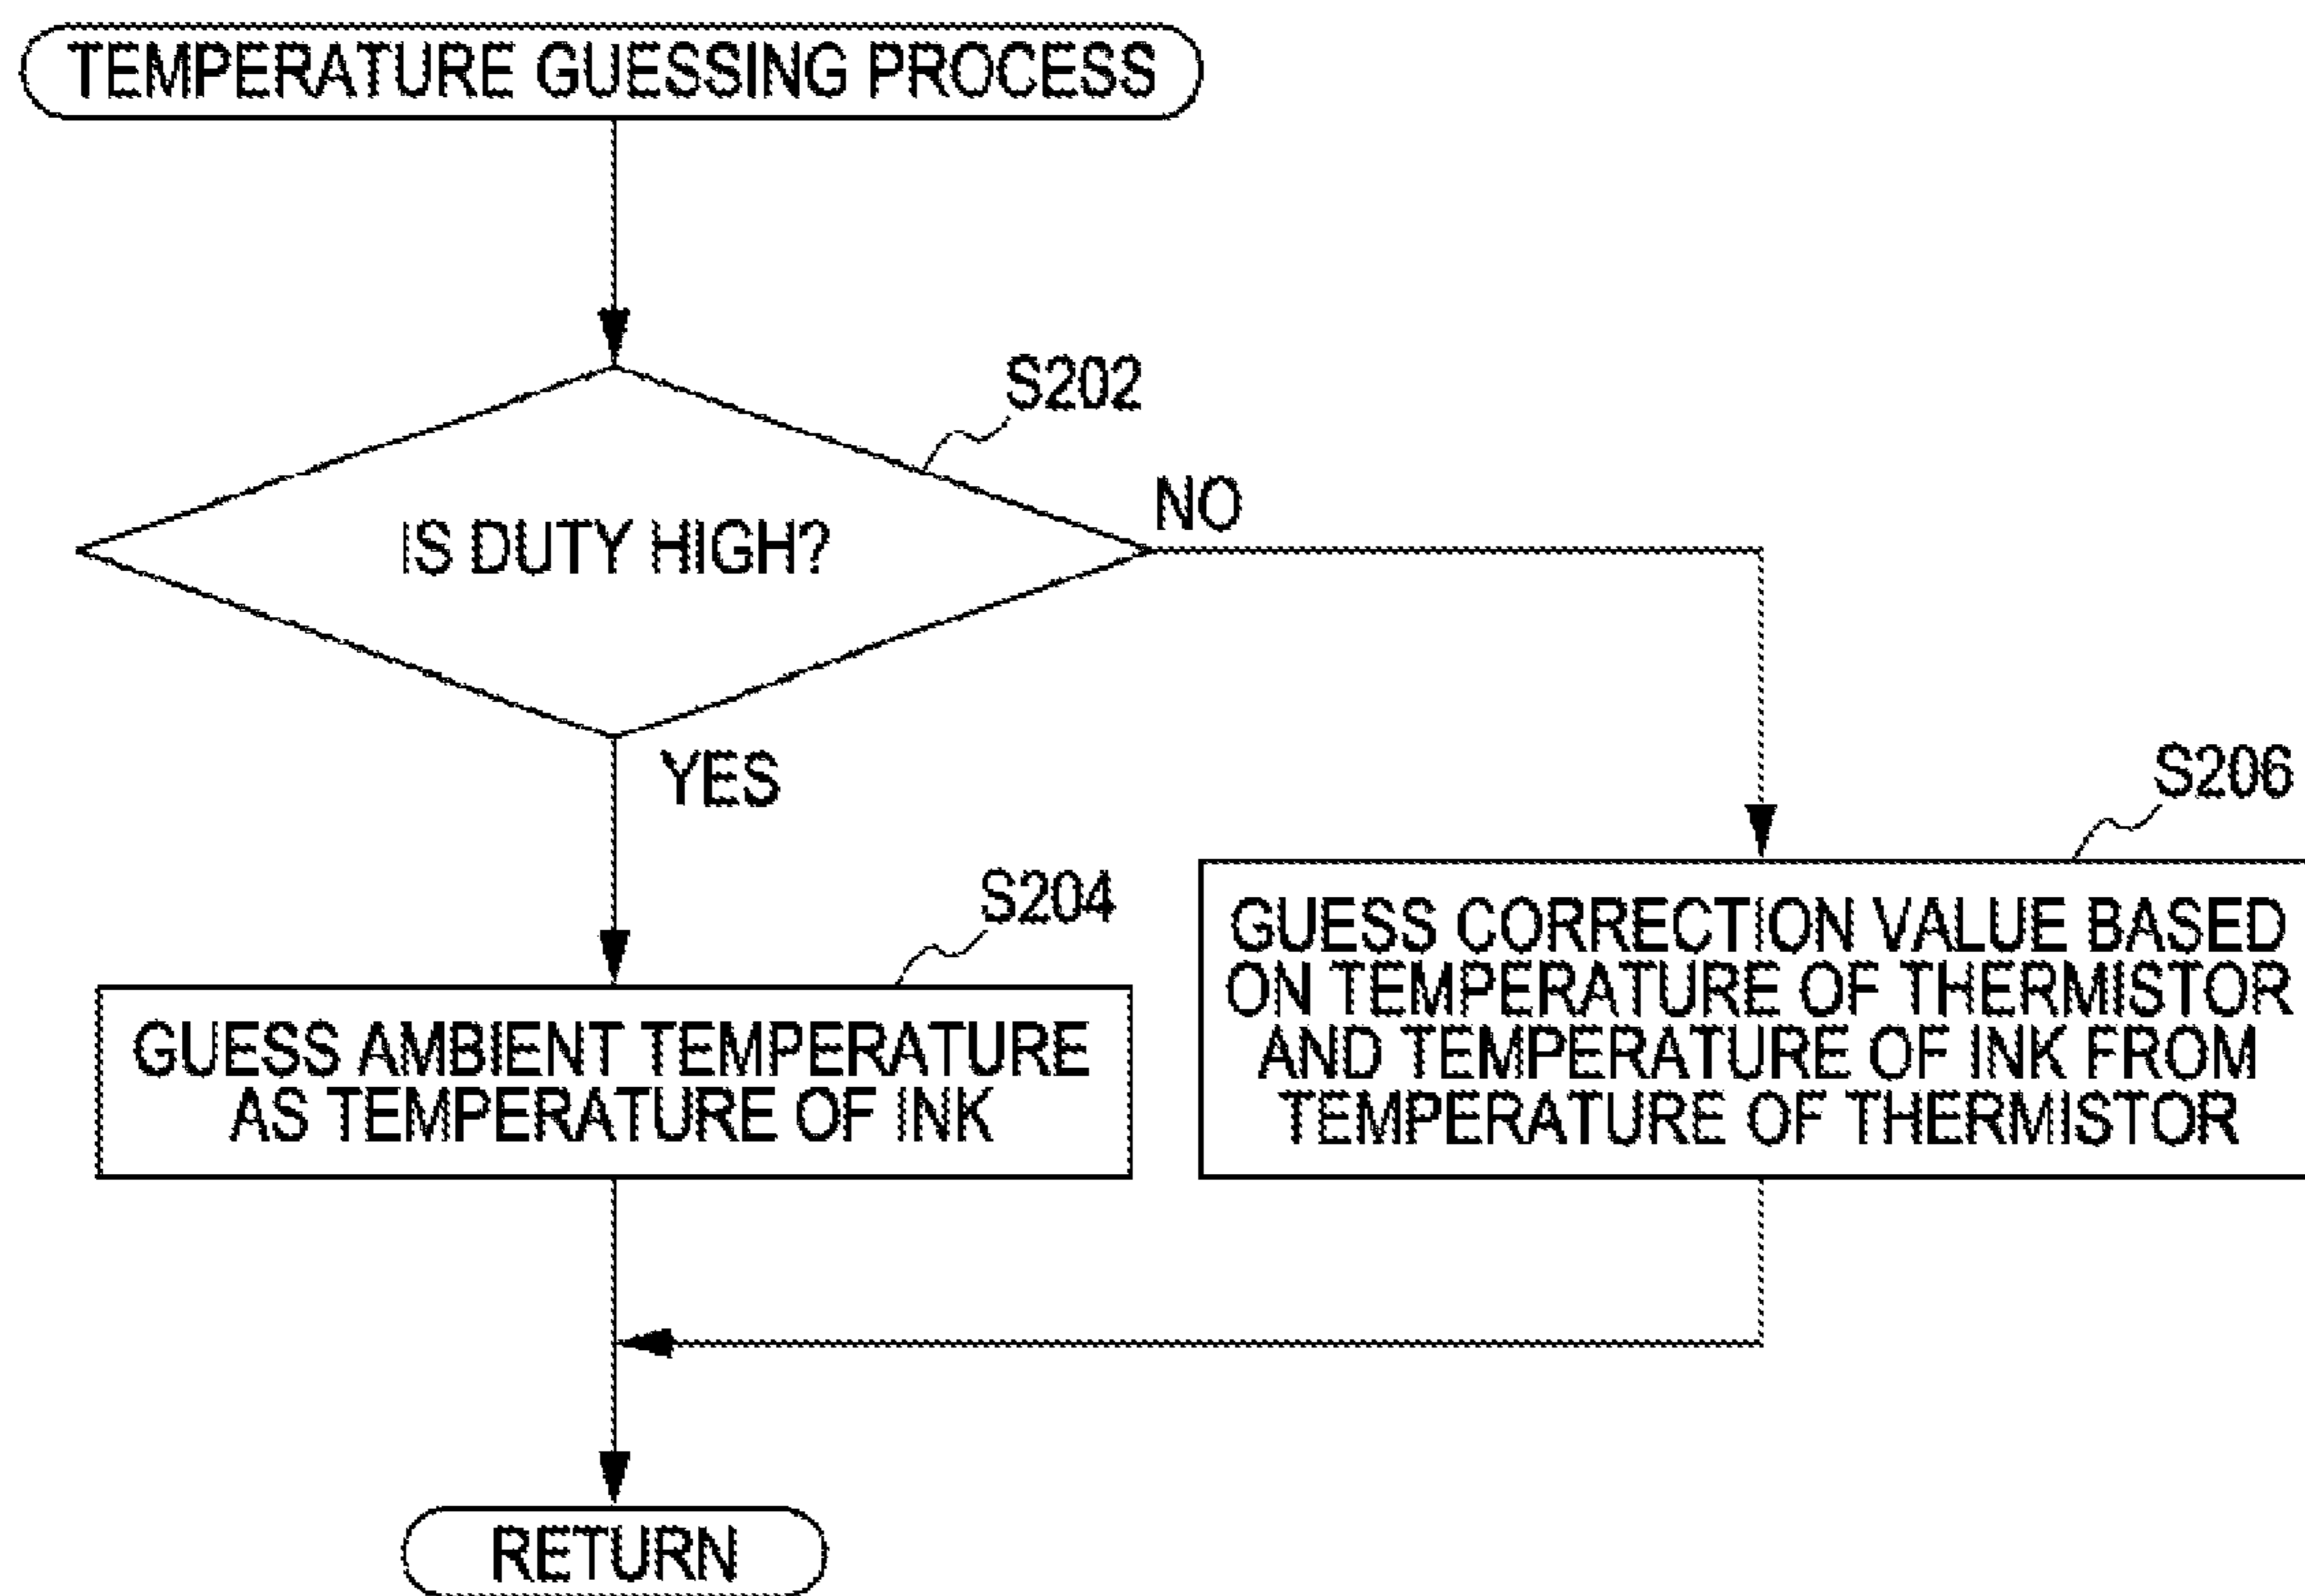 TEMPERATURE GUESSING PROCESS
S202
IS DUTY HIGH?
NO
YES
S204
GUESS AMBIENT TEMPERATURE
AS TEMPERATURE OF INK
S206
GUESS CORRECTION VALUE BASED
ON TEMPERATURE OF THERMISTOR
AND TEMPERATURE OF INK FROM
TEMPERATURE OF THERMISTOR
RETURN